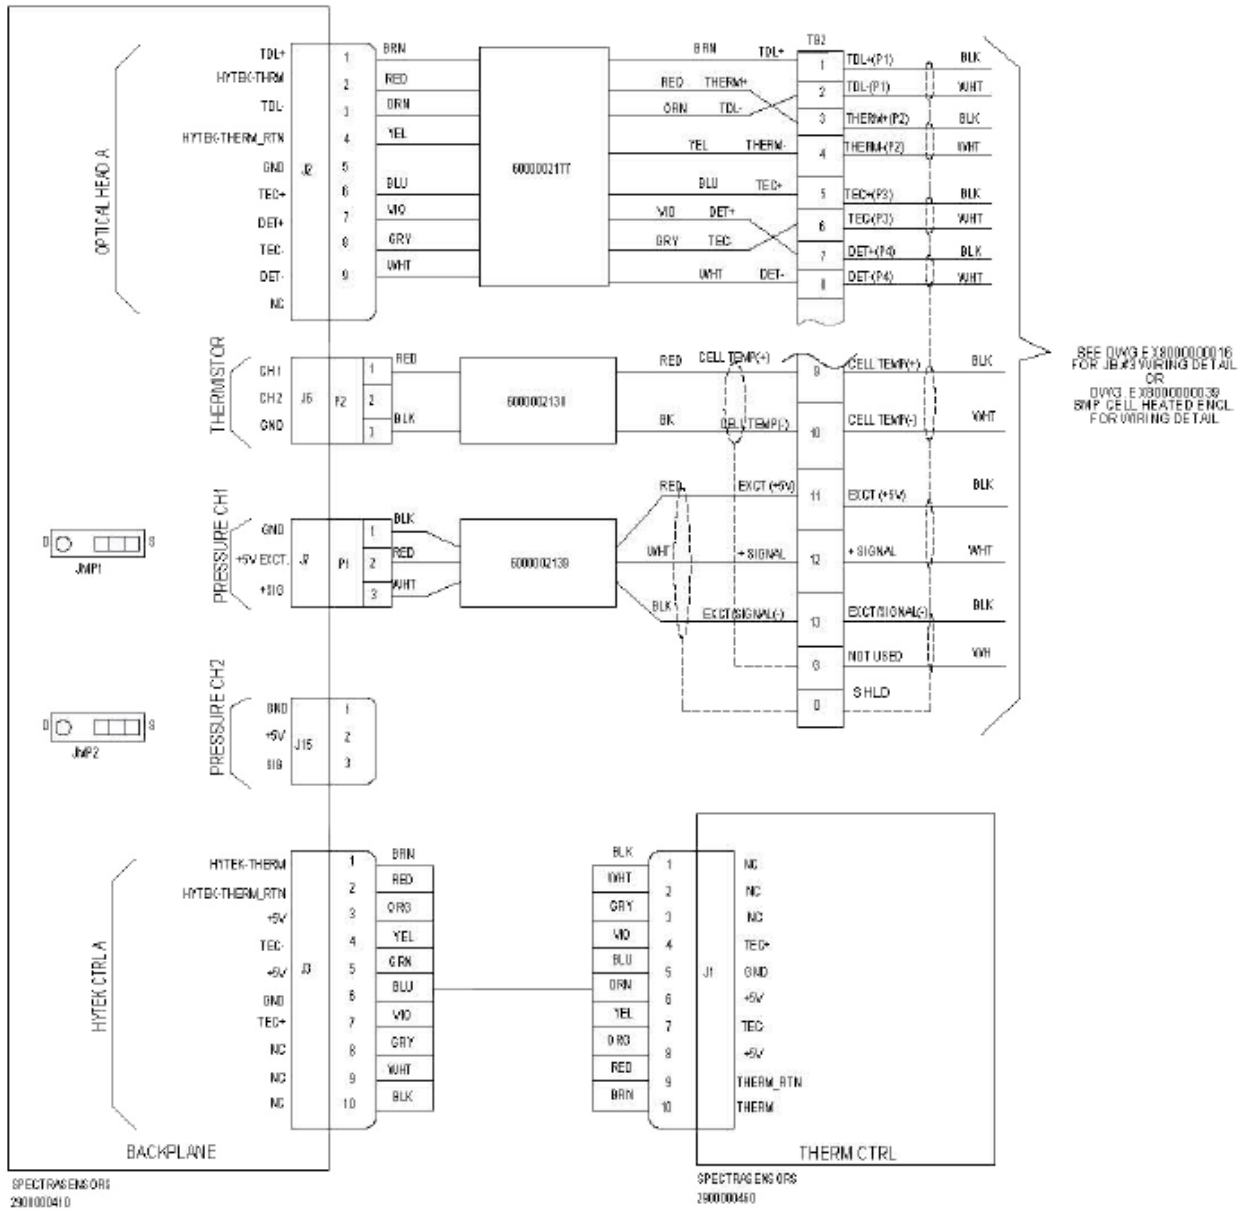 OPTICAL HEAD A
TDL+
HYTEK-THRM
TDL-
HYTEK-THERM_RTN
GND
TEC+
DET+
TEC-
DET-
NC
J2
1
2
3
4
5
6
7
8
9
BRN
RED
ORN
YEL
BLU
VIO
GRY
WHT
6000002177
BRN TDL+
RED THERM+
ORN TDL-
YEL THERM-
BLU TEC+
VIO DET+
GRY TEC-
WHT DET-
TB2
1 TDL+(P1) BLK
2 TDL-(P1) WHT
3 THERM+(P2) BLK
4 THERM-(P2) WHT
5 TEC+(P3) BLK
6 TEC-(P3) WHT
7 DET+(P4) BLK
8 DET-(P4) WHT
SEE DWG EX8000000016
FOR JB#3 WIRING DETAIL
OR
DWG. EX8000000039
SMP CELL HEATED ENCL.
FOR WIRING DETAIL
THERMISTOR
CH1
CH2
GND
J6
P2
1
2
3
RED
BLK
RED CELL TEMP(+)
BK CELL TEMP(-)
9 CELL TEMP(+) BLK
10 CELL TEMP(-) WHT
PRESSURE CH1
GND
+5V EXCT.
+SIG
P1
1
2
3
BLK
RED
WHT
RED EXCT (+5V)
WHT + SIGNAL
BLK EXCT/SIGNAL(-)
11 EXCT (+5V) BLK
12 + SIGNAL WHT
13 EXCT/SIGNAL(-) BLK
NOT USED WH
SHLD
S
JMP1
S
JMP2
PRESSURE CH2
GND
+5V
SIG
J15
1
2
3
HYTEK CTRL A
HYTEK-THERM
HYTEK-THERM_RTN
+5V
TEC-
+5V
GND
TEC+
NC
NC
NC
J3
1 BRN
2 RED
3 ORG
4 YEL
5 GRN
6 BLU
7 VIO
8 GRY
9 WHT
10 BLK
BACKPLANE
SPECTRASENSORS
BLK 1 NC
WHT 2 NC
GRY 3 NC
VIO 4 TEC+
BLU 5 GND
GRN 6 +5V
YEL 7 TEC-
ORG 8 +5V
RED 9 THERM_RTN
BRN 10 THERM
J1
THERM CTRL
SPECTRASENSORS